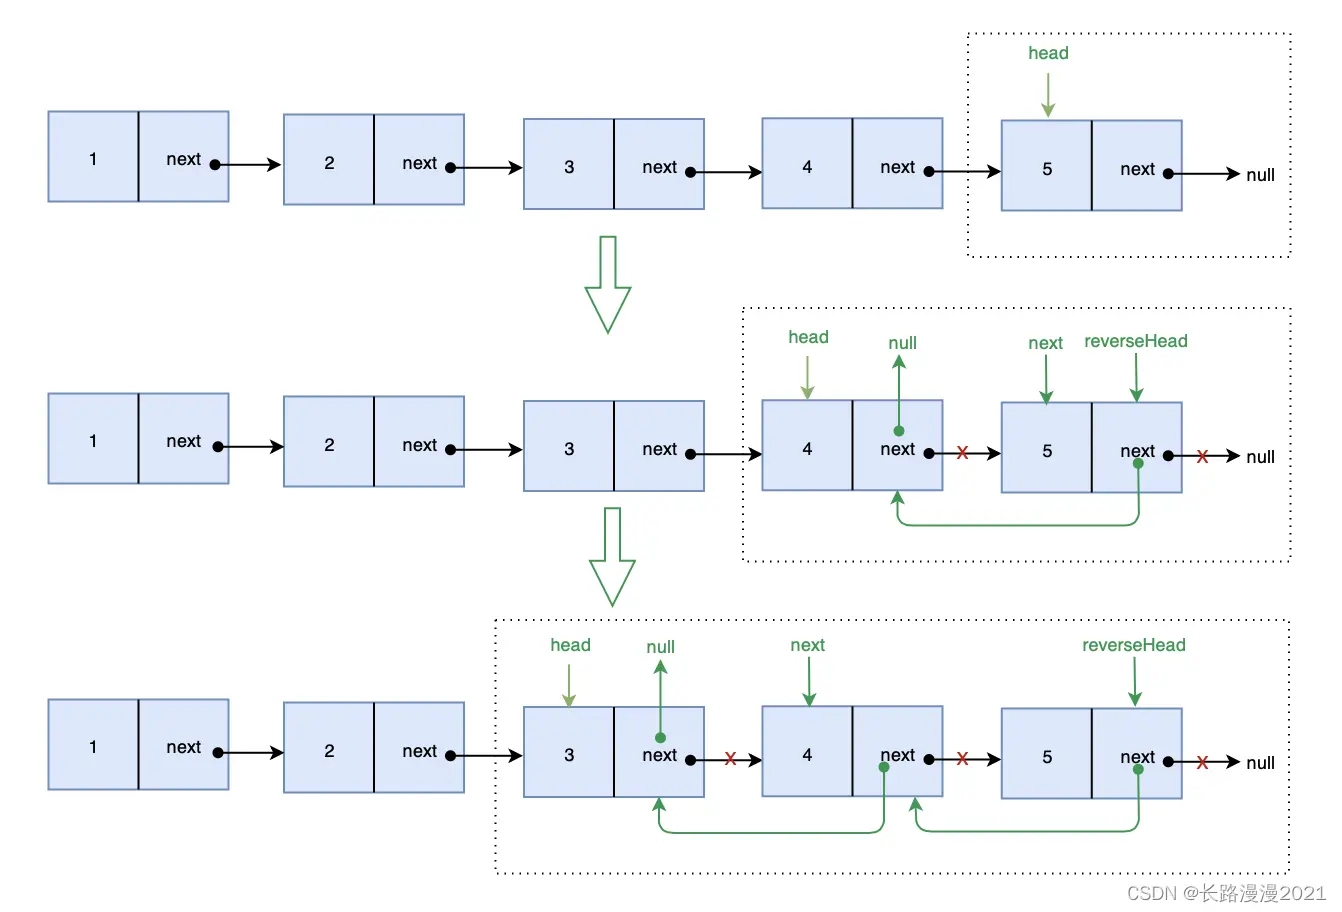 head
1 next 2 next 3 next 4 next 5 next null
head null next reverseHead
1 next 2 next 3 next 4 next x 5 next x null
head null next reverseHead
1 next 2 next 3 next x 4 next x 5 next x null
CSDN @长路漫漫2021